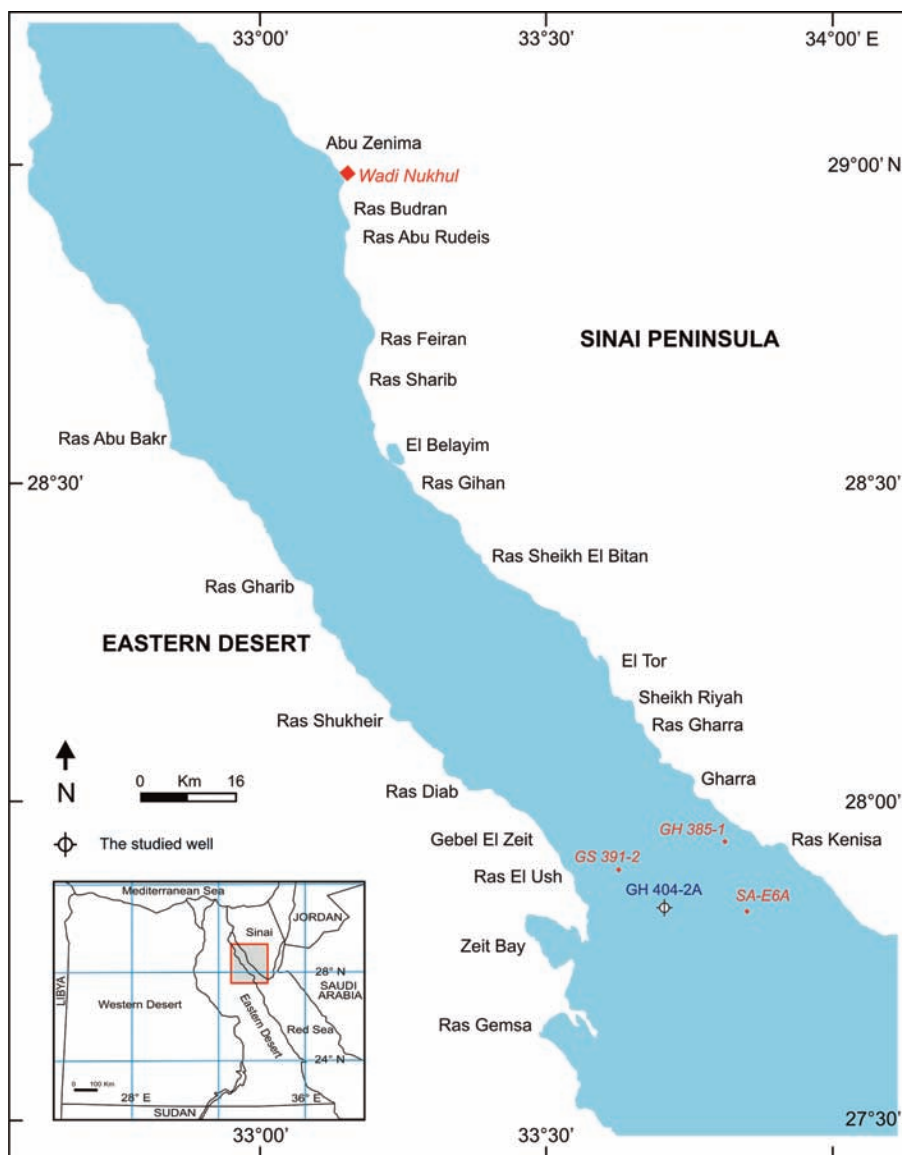 33°00' 33°30' 34°00' E
Abu Zenima
Wadi Nukhul
29°00' N
Ras Budran
Ras Abu Rudeis
Ras Feiran
SINAI PENINSULA
Ras Sharib
Ras Abu Bakr
El Belayim
28°30'
Ras Gihan
28°30'
Ras Sheikh El Bitan
Ras Gharib
EASTERN DESERT
El Tor
Sheikh Riyah
Ras Shukheir
Ras Gharra
N
0 Km 16
Gharra
Ras Diab
28°00'
The studied well
Gebel El Zeit
GH 385-1
Ras Kenisa
GS 391-2
Ras El Ush
GH 404-2A
SA-E6A
Zeit Bay
Ras Gemsa
Mediterranean Sea
JORDAN
Sinai
28° N
LIBYA
SAUDI
ARABIA
Western Desert
Eastern Desert
Red Sea
24° N
0 100 Km
28° E
36° E
SUDAN
27°30'
33°00' 33°30'